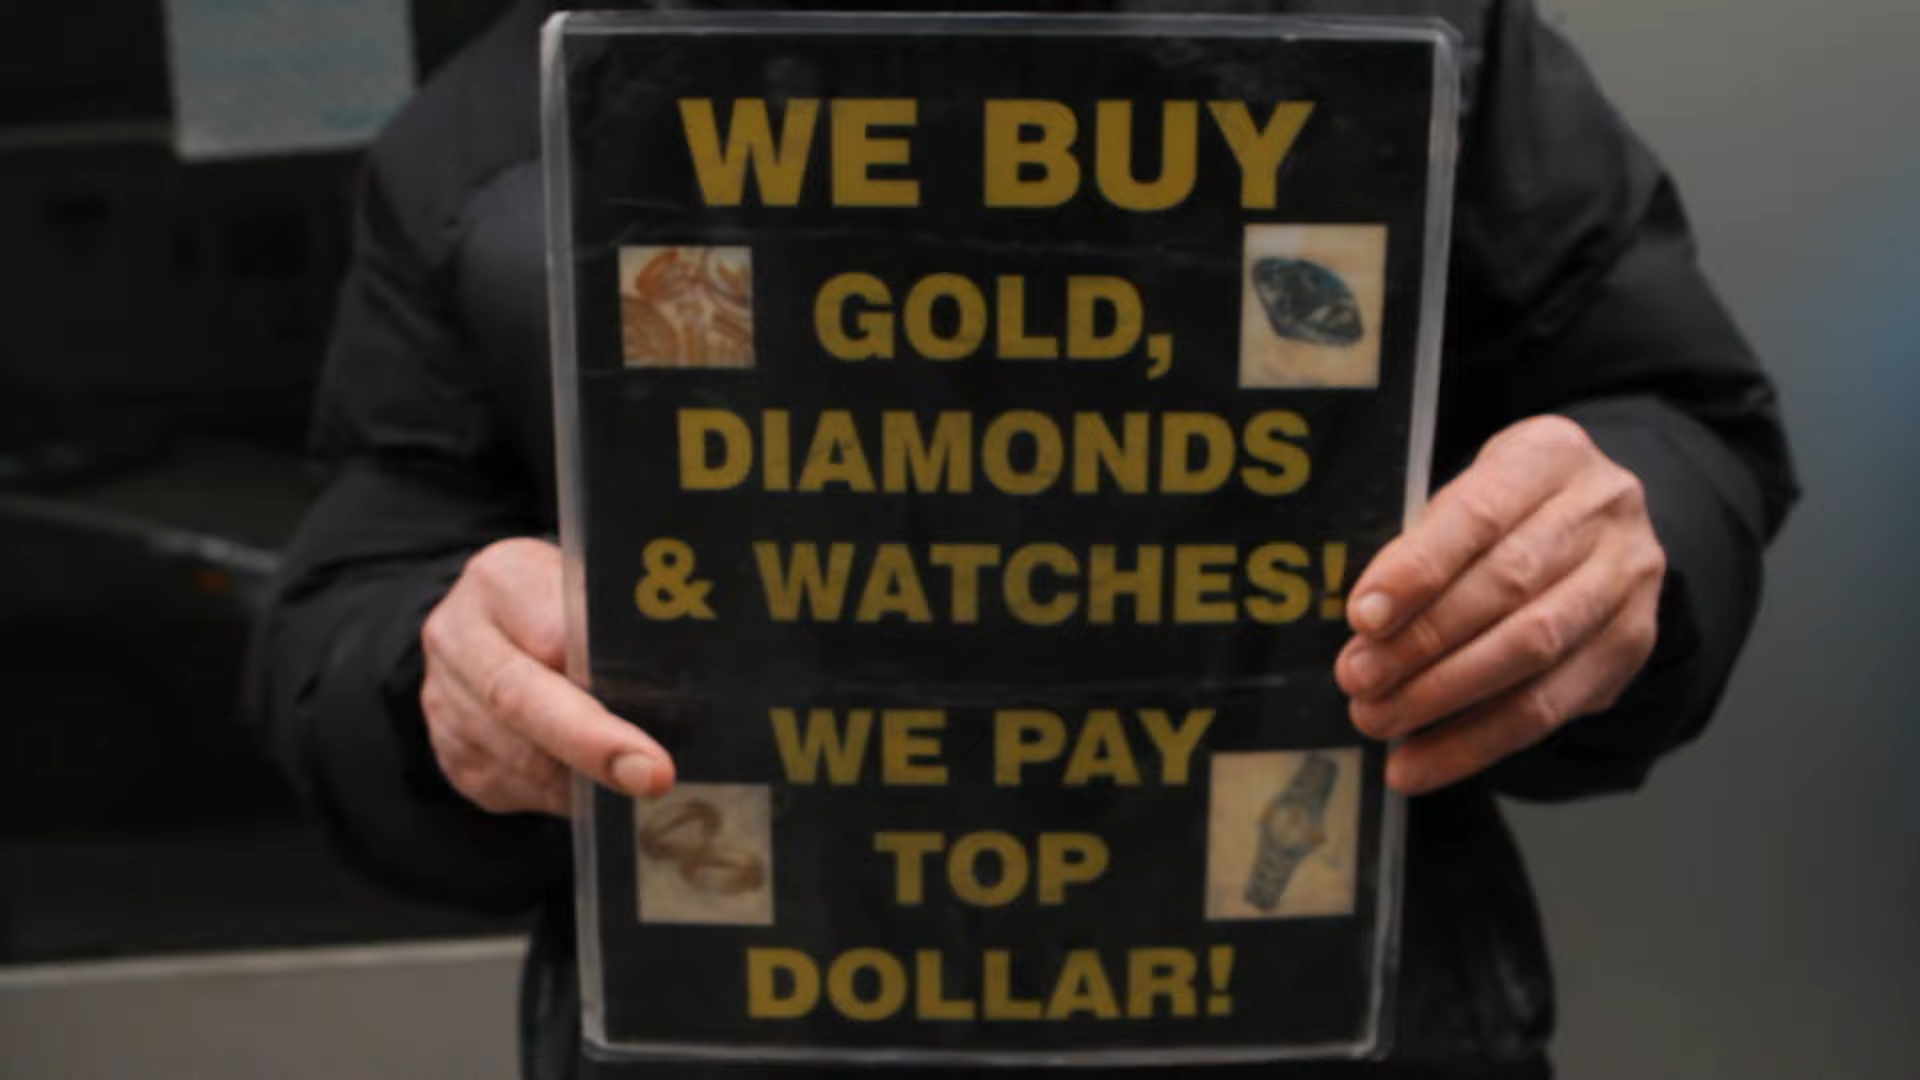 WE BUY
GOLD,
DIAMONDS
& WATCHES!
WE PAY
TOP
DOLLAR!